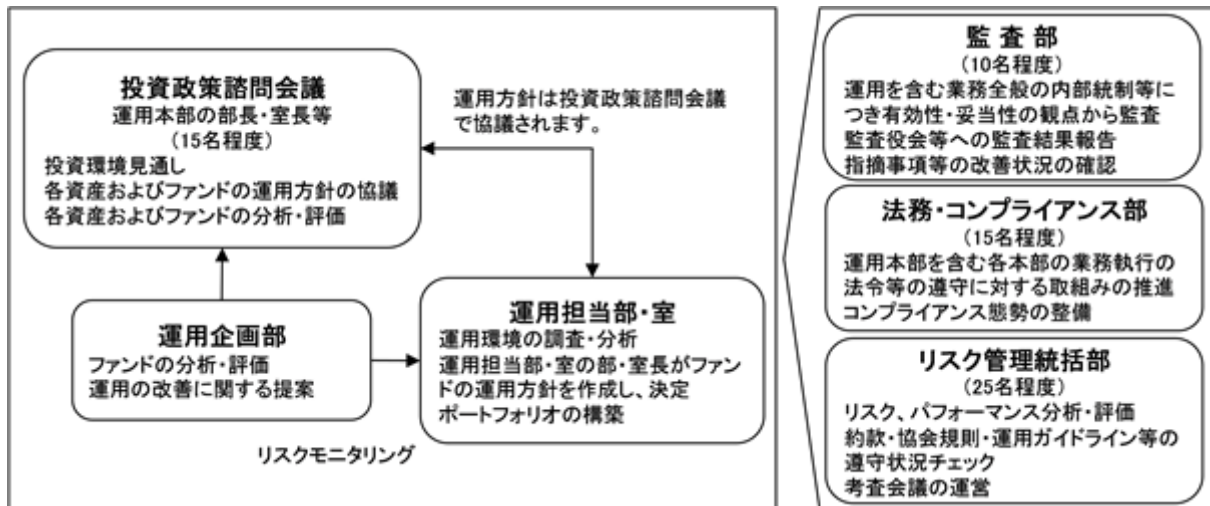 投資政策諮問会議
運用本部の部長・室長等
(15名程度)
投資環境見通し
各資産およびファンドの運用方針の協議
各資産およびファンドの分析・評価
運用方針は投資政策諮問会議
で協議されます。
運用企画部
ファンドの分析・評価
運用の改善に関する提案
運用担当部・室
運用環境の調査・分析
運用担当部・室の部・室長がファン
ドの運用方針を作成し、決定
ポートフォリオの構築
リスクモニタリング
監査部
(10名程度)
運用を含む業務全般の内部統制等に
つき有効性・妥当性の観点から監査
監査役会等への監査結果報告
指摘事項等の改善状況の確認
法務・コンプライアンス部
(15名程度)
運用本部を含む各本部の業務執行の
法令等の遵守に対する取組みの推進
コンプライアンス態勢の整備
リスク管理統括部
(25名程度)
リスク、パフォーマンス分析・評価
約款・協会規則・運用ガイドライン等の
遵守状況チェック
考査会議の運営